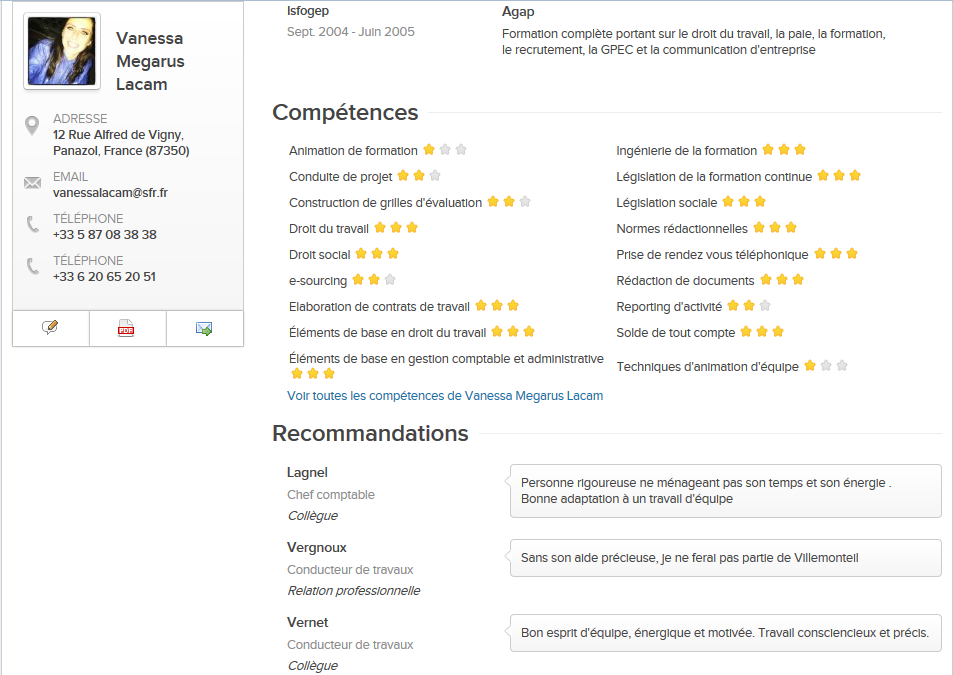 Vanessa
Megarus
Lacam
ADRESSE
12 Rue Alfred de Vigny,
Panazol, France (87350)
EMAIL
vanessalacam@sfr.fr
TÉLÉPHONE
+33 5 87 08 38 38
TÉLÉPHONE
+33 6 20 65 20 51
PDF
Isfogep
Sept. 2004 - Juin 2005
Agap
Formation complète portant sur le droit du travail, la paie, la formation,
le recrutement, la GPEC et la communication d'entreprise
Compétences
Animation de formation
Conduite de projet
Construction de grilles d'évaluation
Droit du travail
Droit social
e-sourcing
Elaboration de contrats de travail
Éléments de base en droit du travail
Éléments de base en gestion comptable et administrative
Ingénierie de la formation
Législation de la formation continue
Législation sociale
Normes rédactionnelles
Prise de rendez vous téléphonique
Rédaction de documents
Reporting d'activité
Solde de tout compte
Techniques d'animation d'équipe
Voir toutes les compétences de Vanessa Megarus Lacam
Recommandations
Lagnel
Chef comptable
Collègue
Personne rigoureuse ne ménageant pas son temps et son énergie .
Bonne adaptation à un travail d'équipe
Vergnoux
Conducteur de travaux
Relation professionnelle
Sans son aide précieuse, je ne ferai pas partie de Villemonteil
Vernet
Conducteur de travaux
Collègue
Bon esprit d'équipe, énergique et motivée. Travail consciencieux et précis.